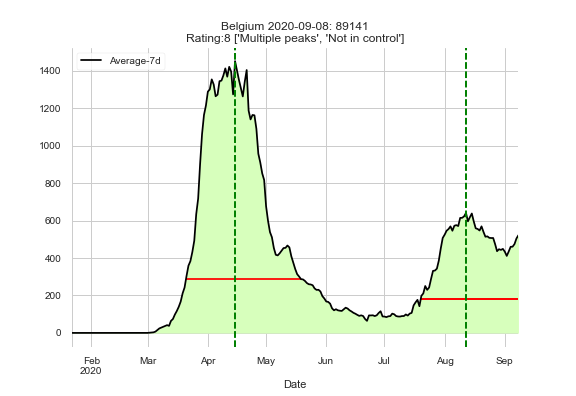 Belgium 2020-09-08: 89141
Rating:8 ['Multiple peaks', 'Not in control']
Average-7d
1400
1200
1000
800
600
400
200
0
Feb Mar Apr May Jun Jul Aug Sep
2020
Date